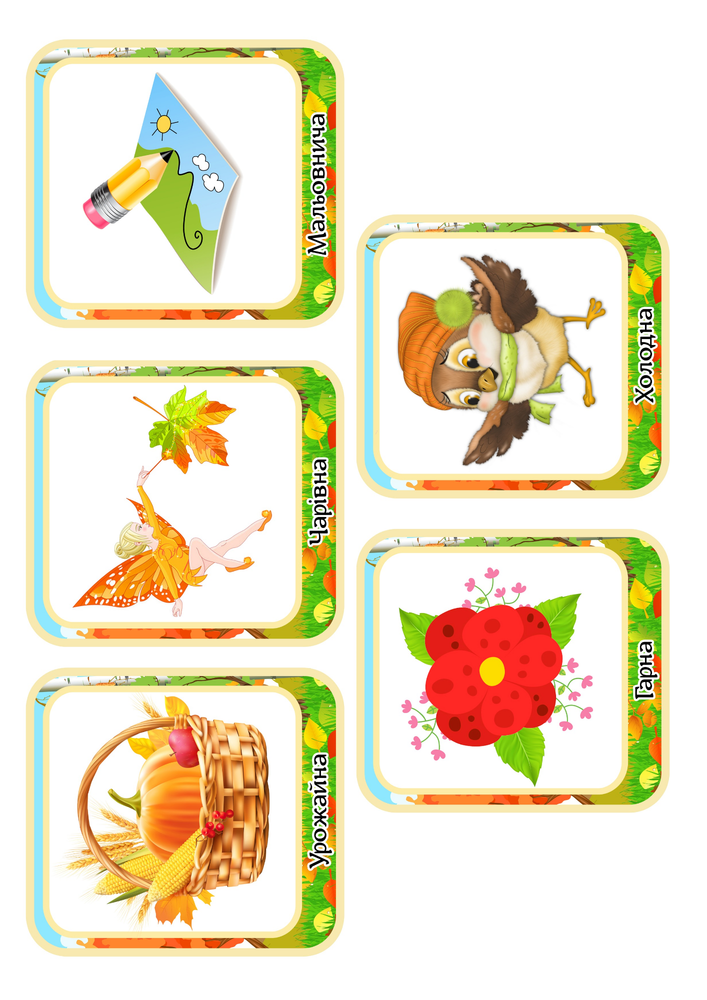 Урожайна
Чарівна
Мальовнича
Гарна
Холодна